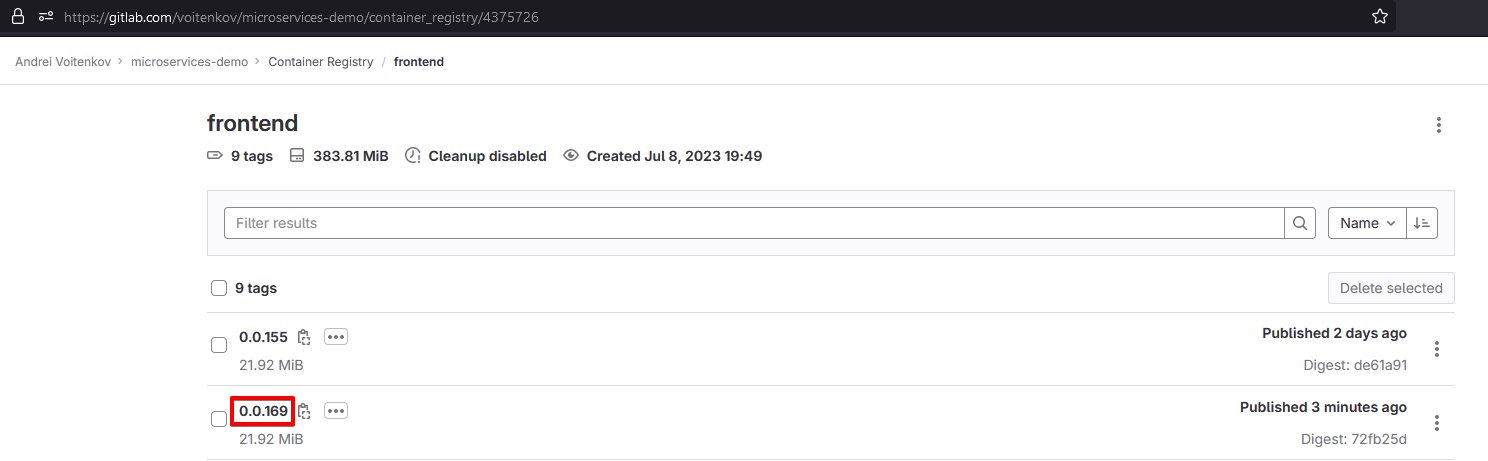 https://gitlab.com/voitenkov/microservices-demo/container_registry/4375726
Andrei Voitenkov > microservices-demo > Container Registry / frontend
frontend
9 tags 383.81 MiB Cleanup disabled Created Jul 8, 2023 19:49
Filter results Name
9 tags Delete selected
0.0.155 Published 2 days ago
21.92 MiB Digest: de61a91
0.0.169 Published 3 minutes ago
21.92 MiB Digest: 72fb25d